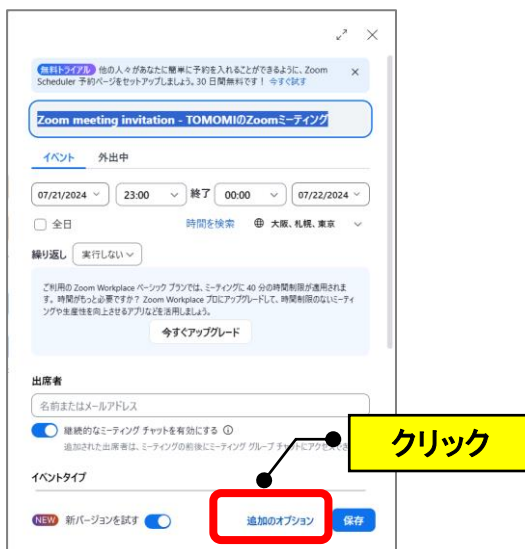 無料トライアル 他の人々があなたに簡単に予約を入れることができるように、Zoom
Scheduler 予約ページをセットアップしましょう。30 日間無料です！ 今すぐ試す
Zoom meeting invitation - TOMOMIのZoomミーティング
イベント 外出中
07/21/2024 23:00 終了 00:00 07/22/2024
全日 時間を検索 大阪、札幌、東京
繰り返し 実行しない
ご利用の Zoom Workplace ベーシック プランでは、ミーティングに 40 分の時間制限が適用されま
す。時間がもっと必要ですか？ Zoom Workplace プロにアップグレードして、時間制限のないミーティ
ングや生産性を向上させるアプリなどを活用しましょう。
今すぐアップグレード
出席者
名前またはメールアドレス
継続的なミーティング チャットを有効にする
追加された出席者は、ミーティングの前後にミーティング グループ チャットにアクセスでき
クリック
イベントタイプ
NEW 新バージョンを試す 追加のオプション 保存